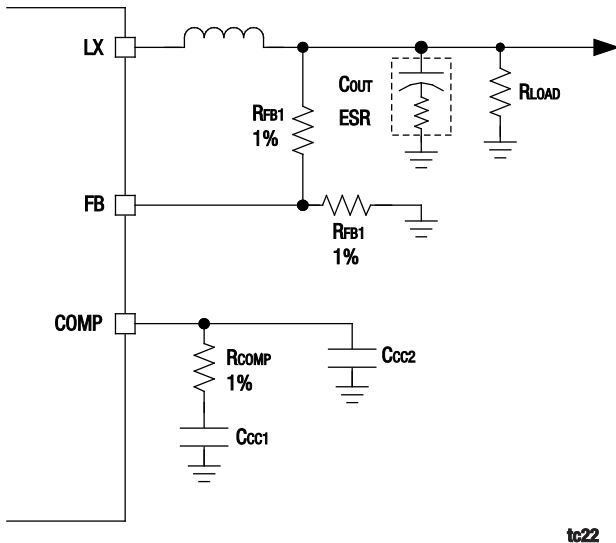 LX
COUT
ESR
RLOAD
RFB1
1%
FB
RFB1
1%
COMP
RCOMP
1%
CCC2
CCC1
tc22